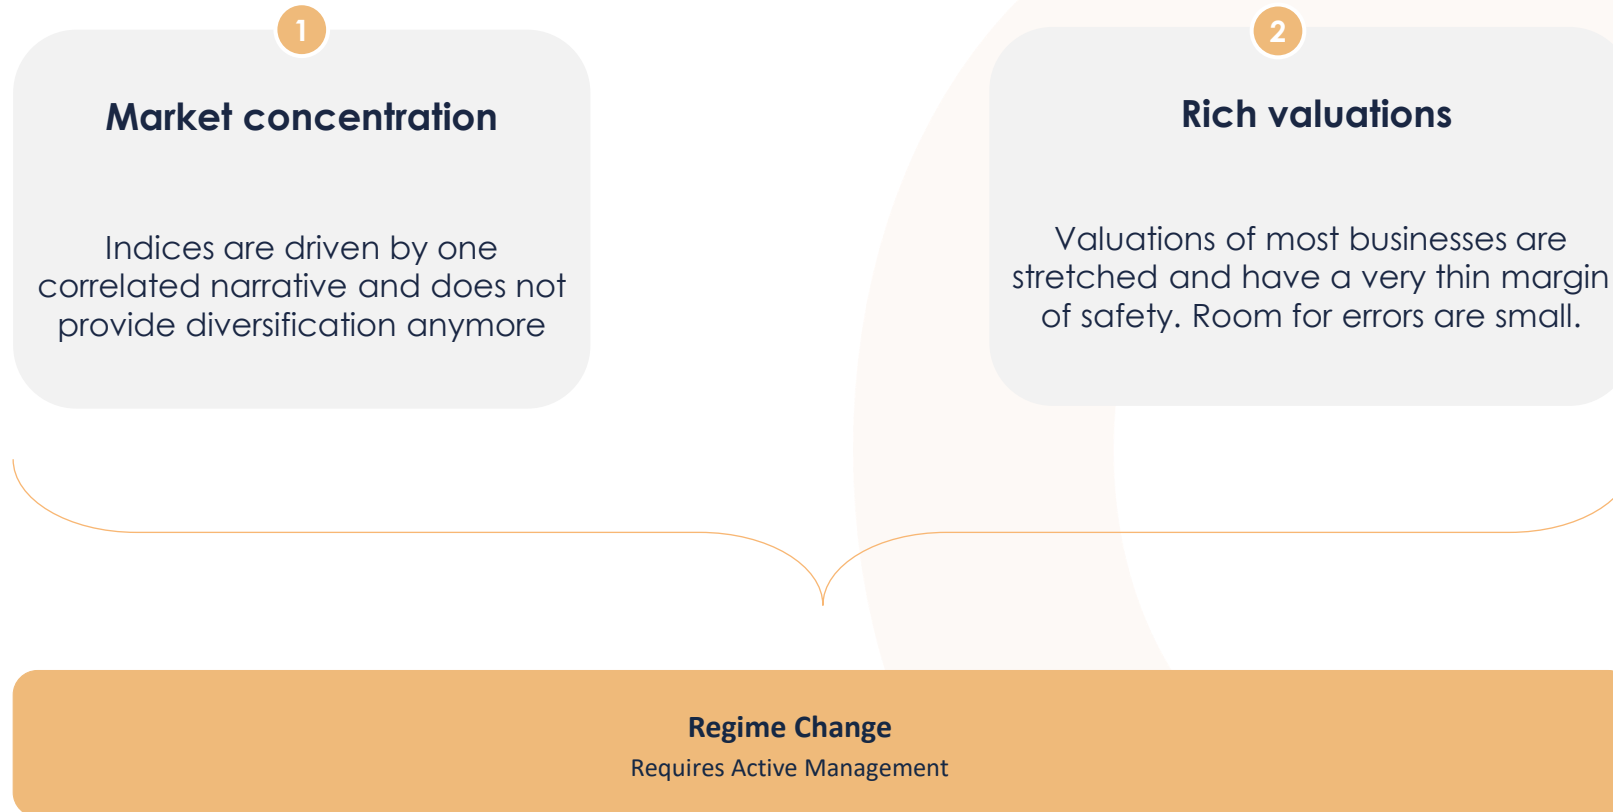 1
Market concentration
Indices are driven by one
correlated narrative and does not
provide diversification anymore
2
Rich valuations
Valuations of most businesses are
stretched and have a very thin margin
of safety. Room for errors are small.
Regime Change
Requires Active Management